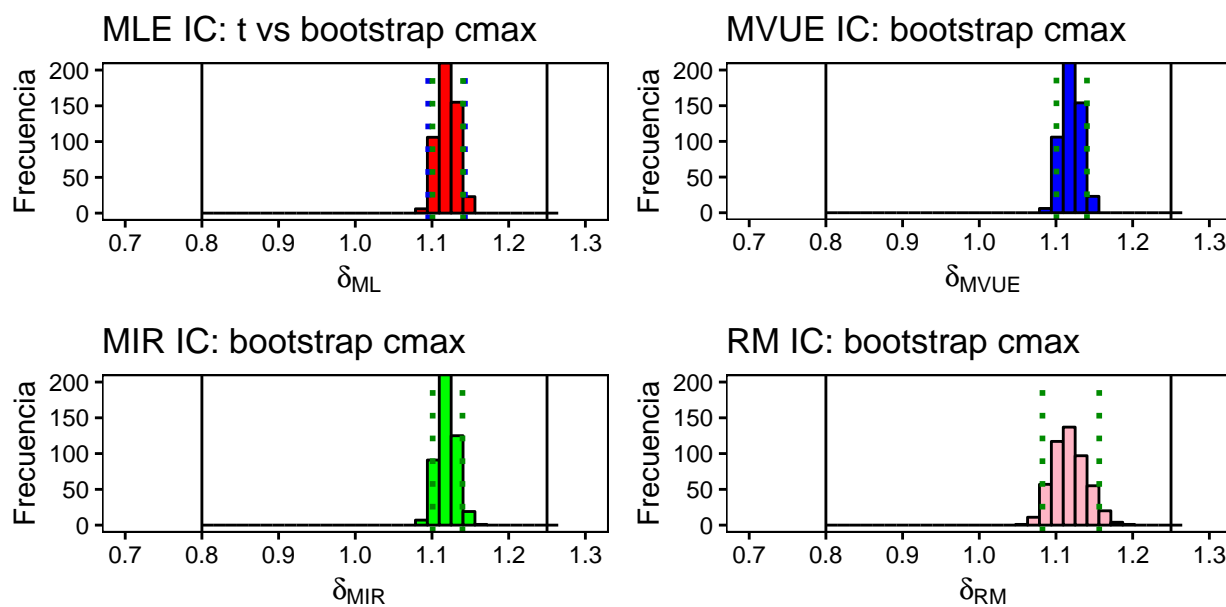 MLE IC: t vs bootstrap cmax
Frecuencia
200
150
100
50
0
0.7 0.8 0.9 1.0 1.1 1.2 1.3
δML
MVUE IC: bootstrap cmax
Frecuencia
200
150
100
50
0
0.7 0.8 0.9 1.0 1.1 1.2 1.3
δMVUE
MIR IC: bootstrap cmax
Frecuencia
200
150
100
50
0
0.7 0.8 0.9 1.0 1.1 1.2 1.3
δMIR
RM IC: bootstrap cmax
Frecuencia
200
150
100
50
0
0.7 0.8 0.9 1.0 1.1 1.2 1.3
δRM